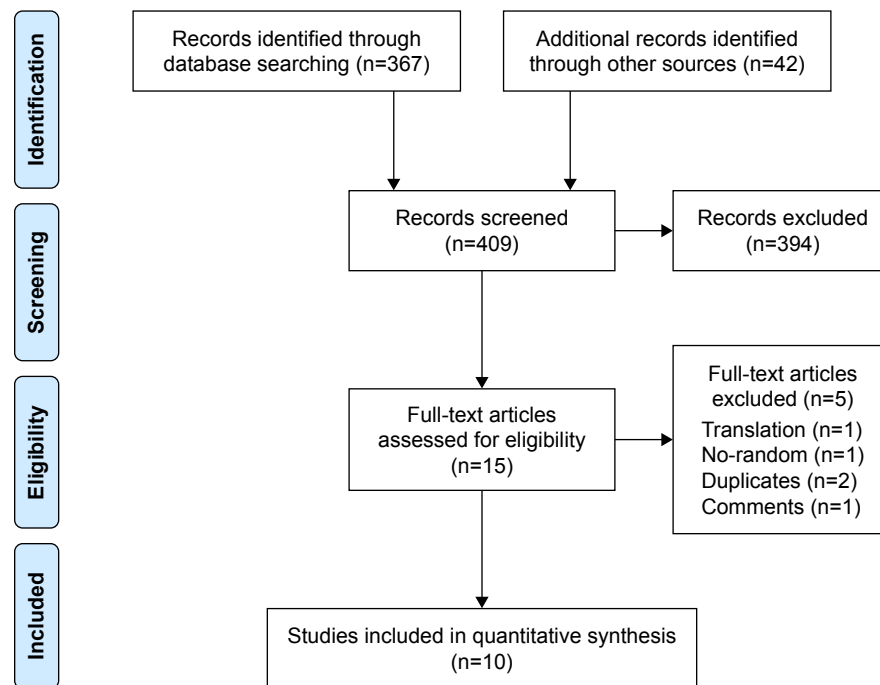 Identification
Records identified through
database searching (n=367)
Additional records identified
through other sources (n=42)
Screening
Records screened
(n=409)
Records excluded
(n=394)
Eligibility
Full-text articles
assessed for eligibility
(n=15)
Full-text articles
excluded (n=5)
Translation (n=1)
No-random (n=1)
Duplicates (n=2)
Comments (n=1)
Included
Studies included in quantitative synthesis
(n=10)